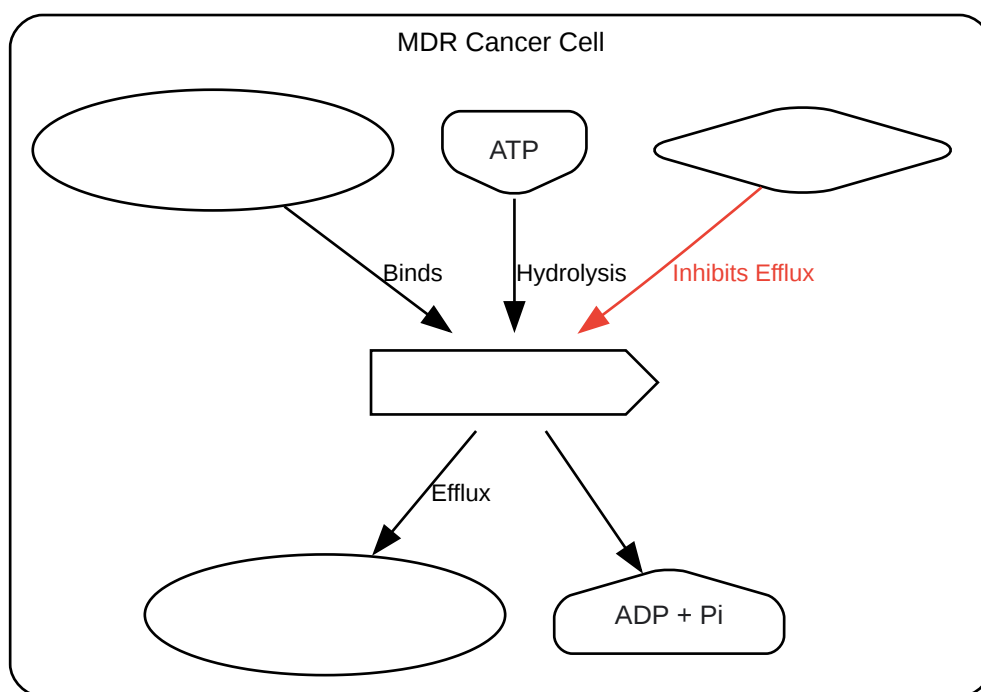 MDR Cancer Cell
ATP
Binds
Hydrolysis
Inhibits Efflux
Efflux
ADP + Pi